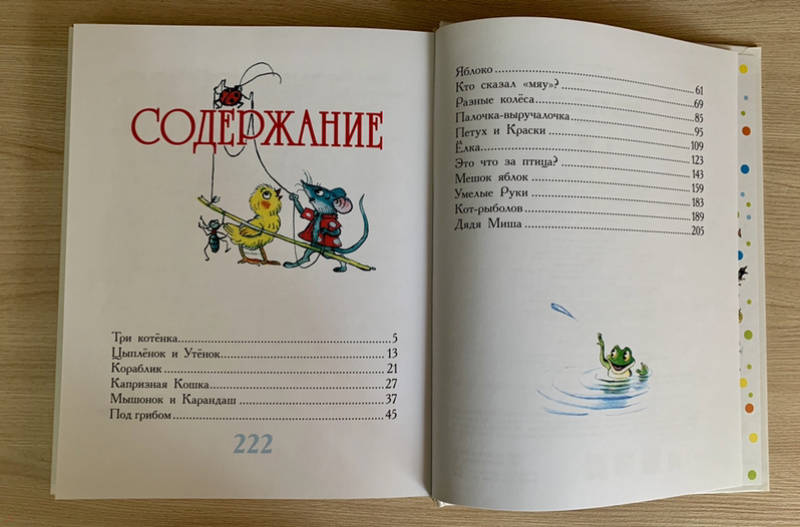 СОДЕРЖАНИЕ
Три котёнка 5
Цыплёнок и Утёнок 13
Кораблик 21
Капризная Кошка 27
Мышонок и Карандаш 37
Под грибом 45
222
Яблоко 61
Кто сказал «мяу»? 69
Разные колёса 85
Палочка-выручалочка 95
Петух и Краски 109
Ёлка 123
Это что за птица? 143
Мешок яблок 159
Умелые Руки 183
Кот-рыболов 189
Дядя Миша 205